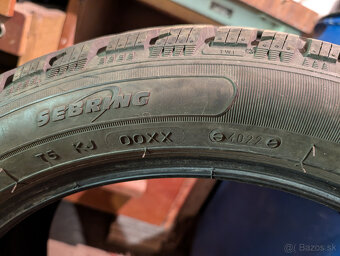 SEBRING
T5 KJ 00XX 4022
bazos.sk